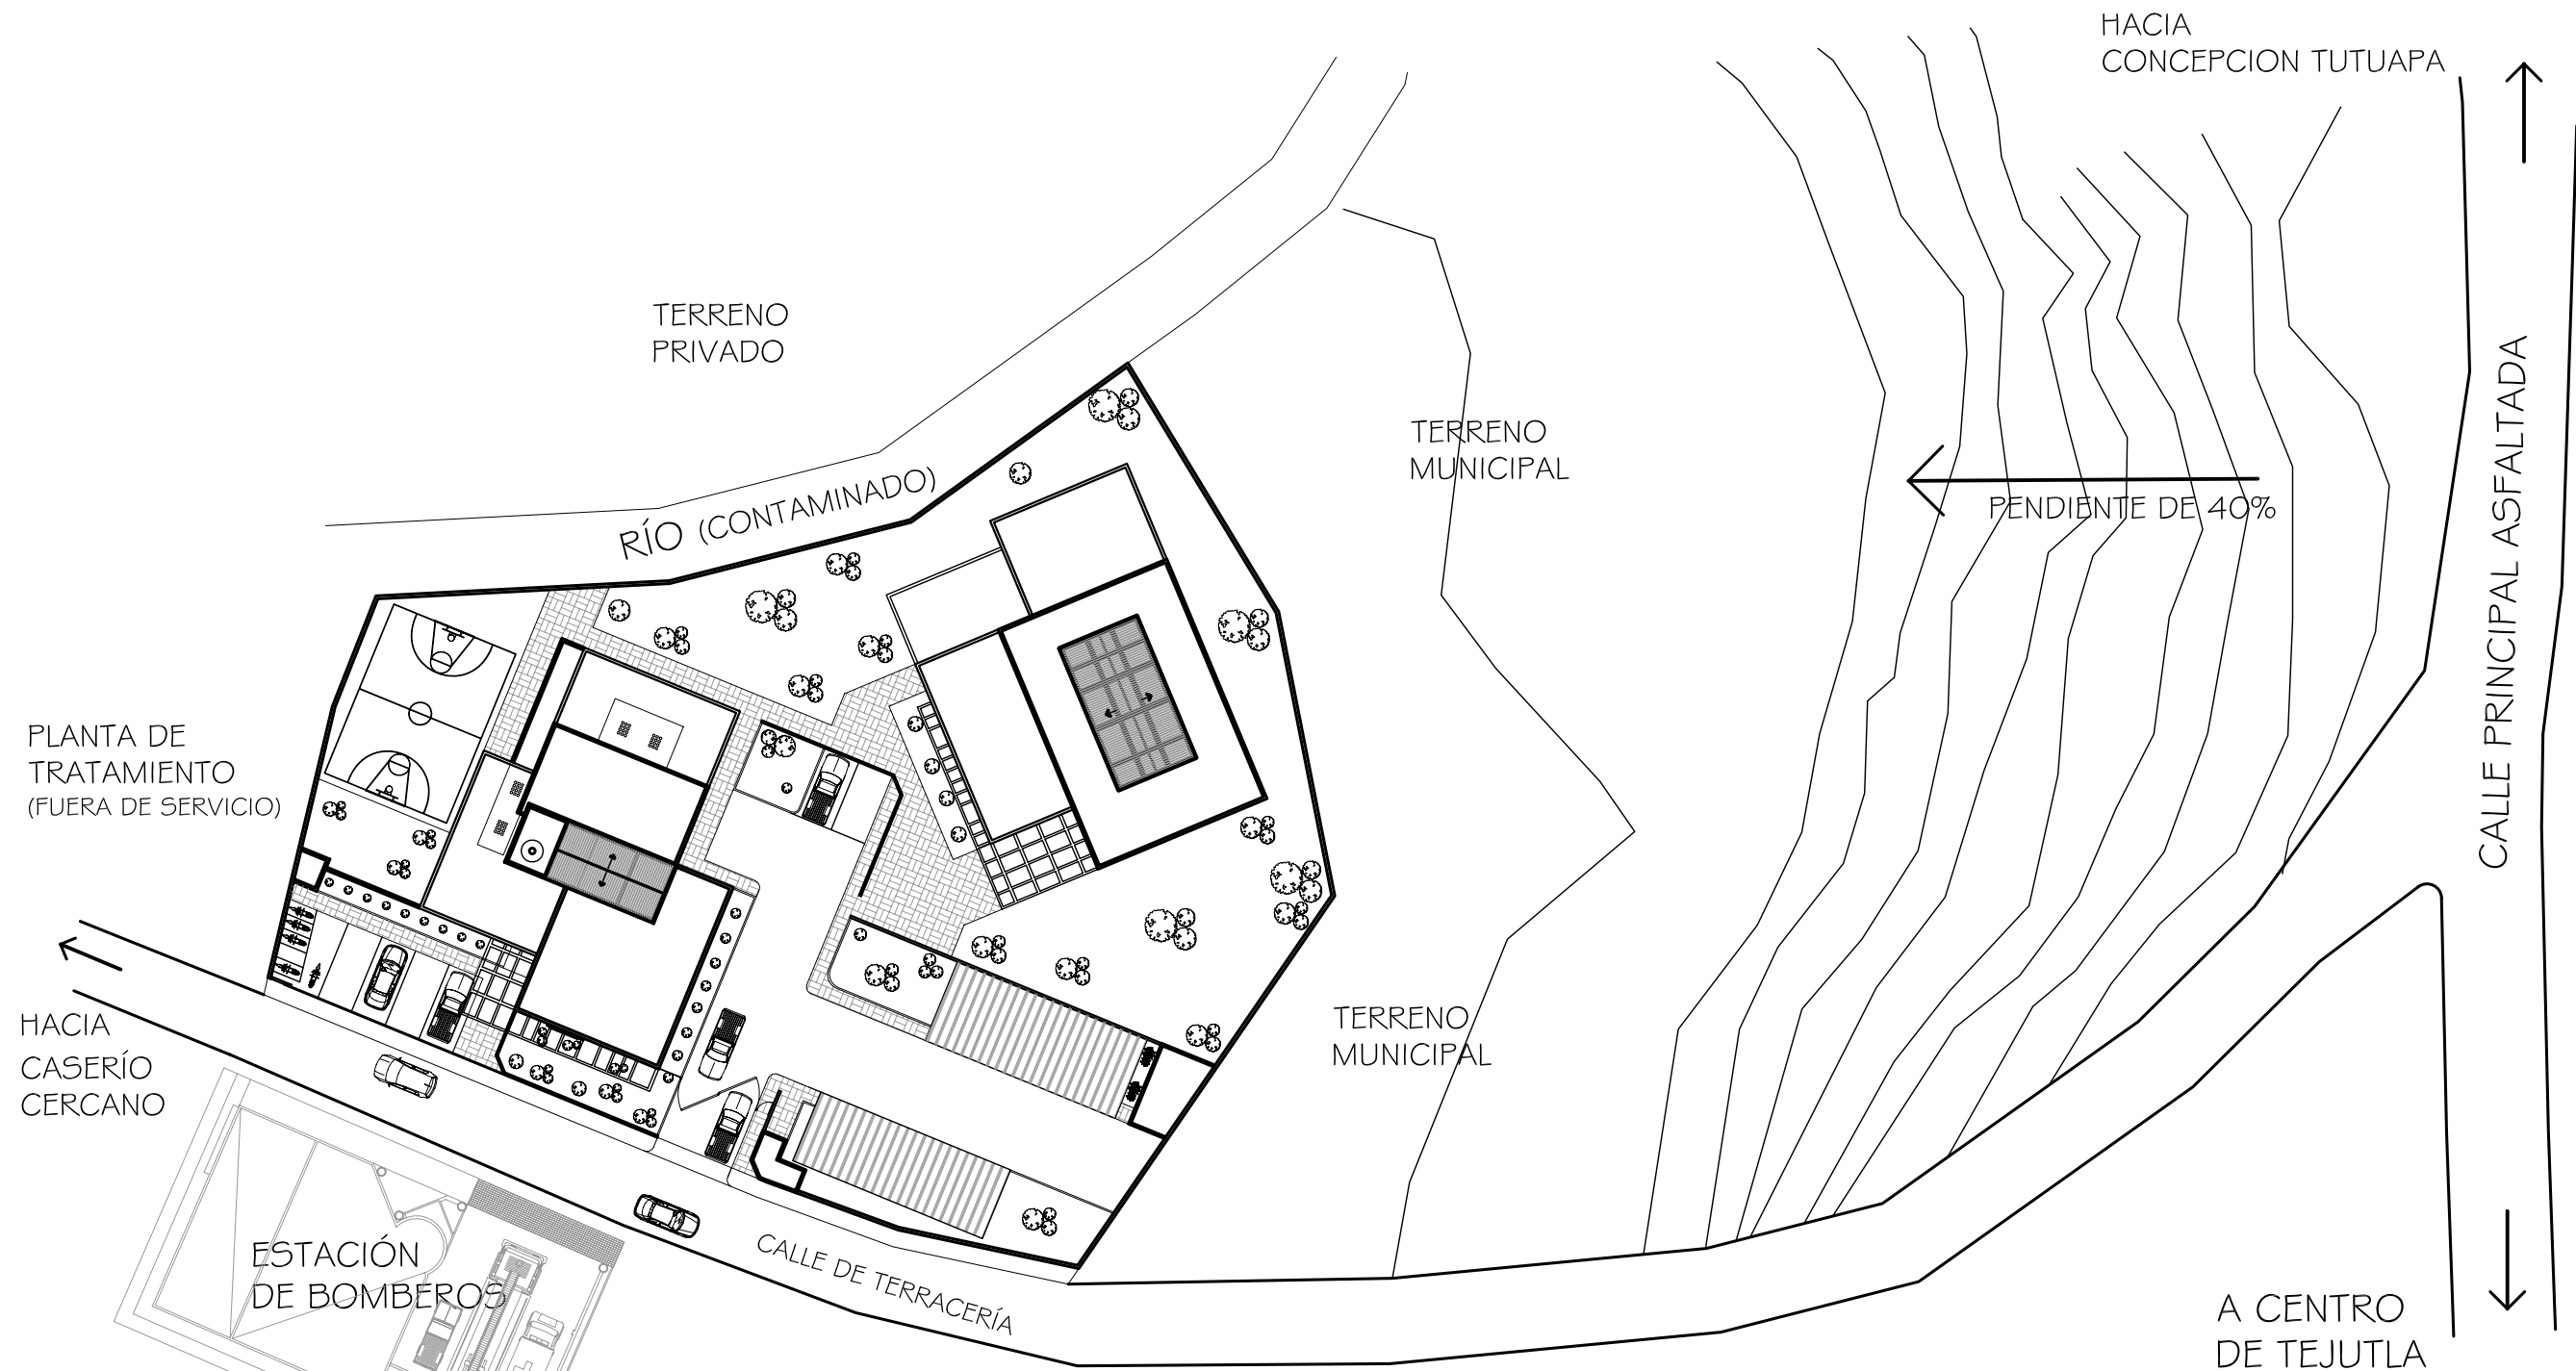 HACIA
CONCEPCION TUTUAPA
TERRENO
PRIVADO
CALLE PRINCIPAL ASFALTADA
TERRENO
MUNICIPAL
RÍO (CONTAMINADO)
PENDIENTE DE 40%
PLANTA DE
TRATAMIENTO
(FUERA DE SERVICIO)
HACIA
CASERÍO
CERCANO
TERRENO
MUNICIPAL
ESTACIÓN
DE BOMBEROS
CALLE DE TERRACERÍA
A CENTRO
DE TEJUTLA